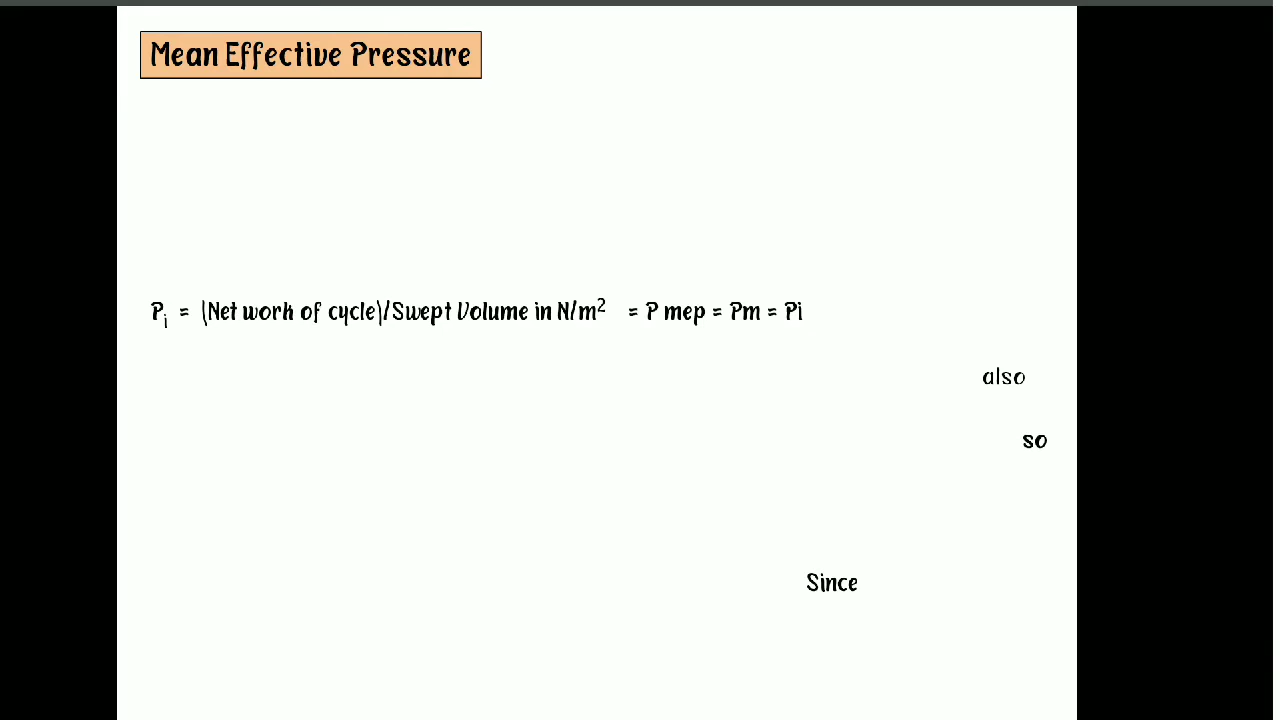 Mean Effective Pressure
Pi = (Net work of cycle)/Swept Volume in N/m² = P mep = Pm = Pi
also
so
Since